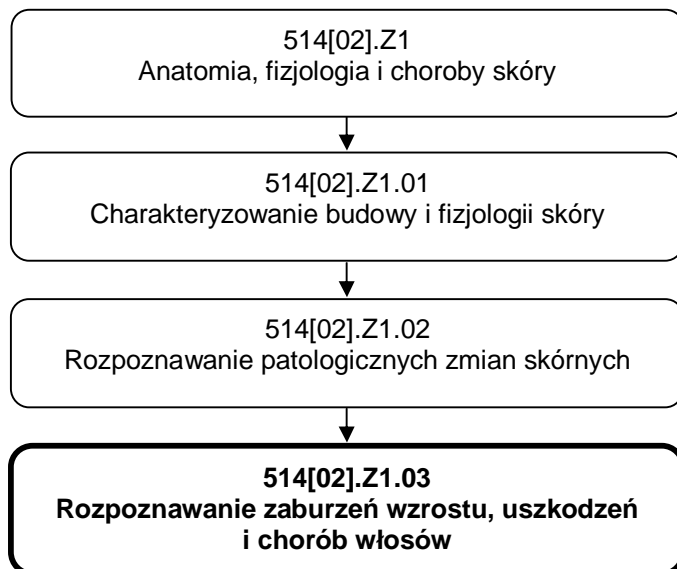 514[02].Z1
Anatomia, fizjologia i choroby skóry
514[02].Z1.01
Charakteryzowanie budowy i fizjologii skóry
514[02].Z1.02
Rozpoznawanie patologicznych zmian skórnych
514[02].Z1.03
Rozpoznawanie zaburzeń wzrostu, uszkodzeń
i chorób włosów